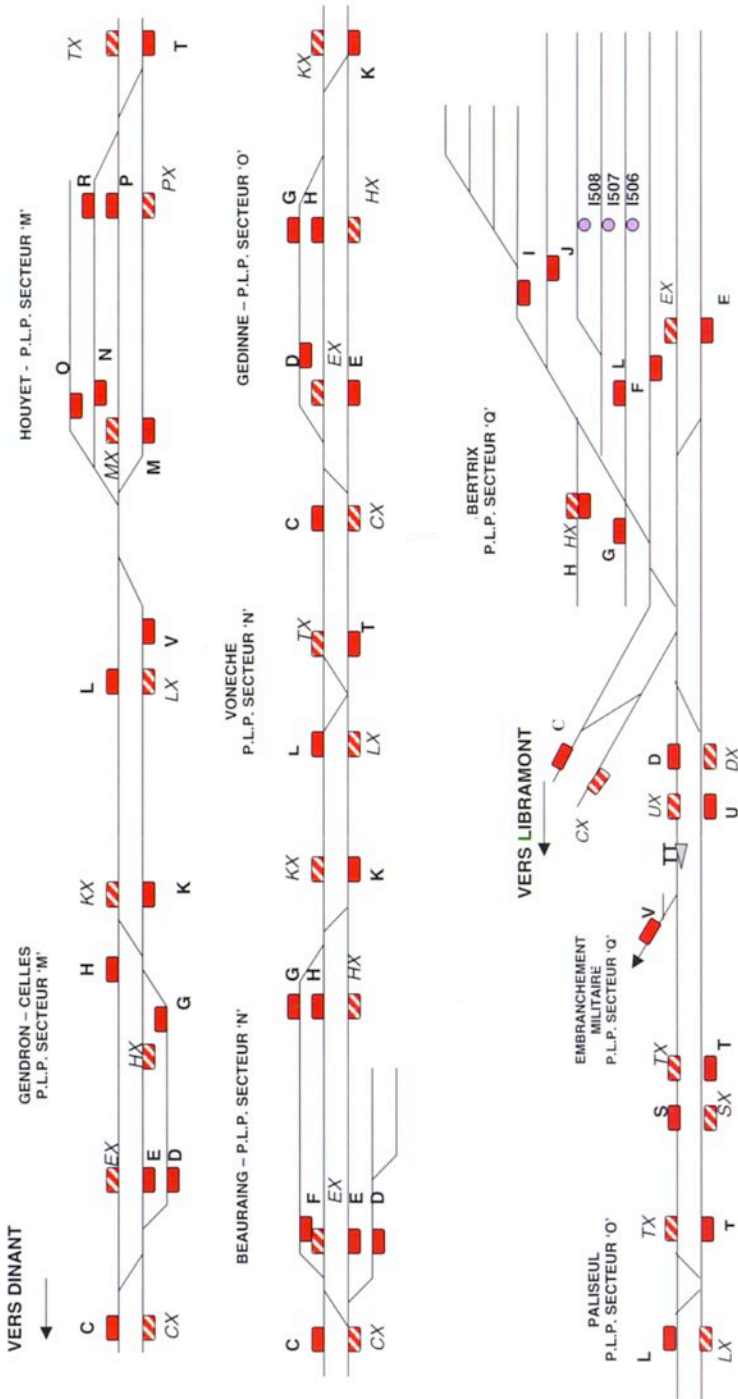 VERS DINANT
C
CX
EX
E
D
GENDRON – CELLES
P.L.P. SECTEUR 'M'
HX
G
H
KX
K
L
LX
V
HOUYET - P.L.P. SECTEUR 'M'
MX
M
O
N
R
P
PX
TX
T
BEAURAING – P.L.P. SECTEUR 'N'
C
CX
F
EX
E
D
G
H
HX
KX
K
VONECHE
P.L.P. SECTEUR 'N'
L
LX
TX
T
GEDINNE – P.L.P. SECTEUR 'O'
C
CX
D
EX
E
G
H
HX
KX
K
PALISEUL
P.L.P. SECTEUR 'O'
L
LX
TX
T
EMBRANCHEMENT
MILITAIRE
P.L.P. SECTEUR 'Q'
S
SX
TX
T
V
VERS LIBRAMONT
UX
U
D
DX
CX
C
BERTRIX
P.L.P. SECTEUR 'Q'
H
HX
G
L
F
EX
E
I
J
I508
I507
I506